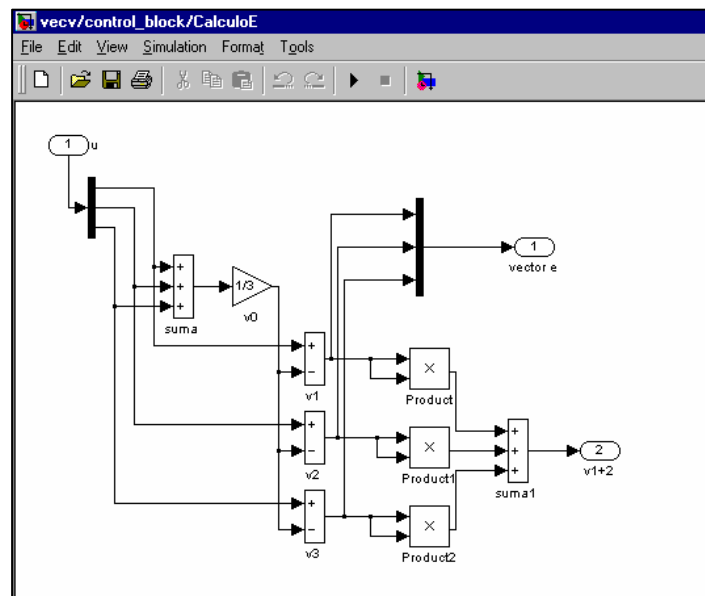 vecv/control_block/CalculoE
File Edit View Simulation Format Tools
1 u
+
+
+
suma
1/3
v0
1
vector e
+
−
v1
×
Product
+
−
v2
×
Product1
+
+
+
suma1
2
v1+2
+
−
v3
×
Product2